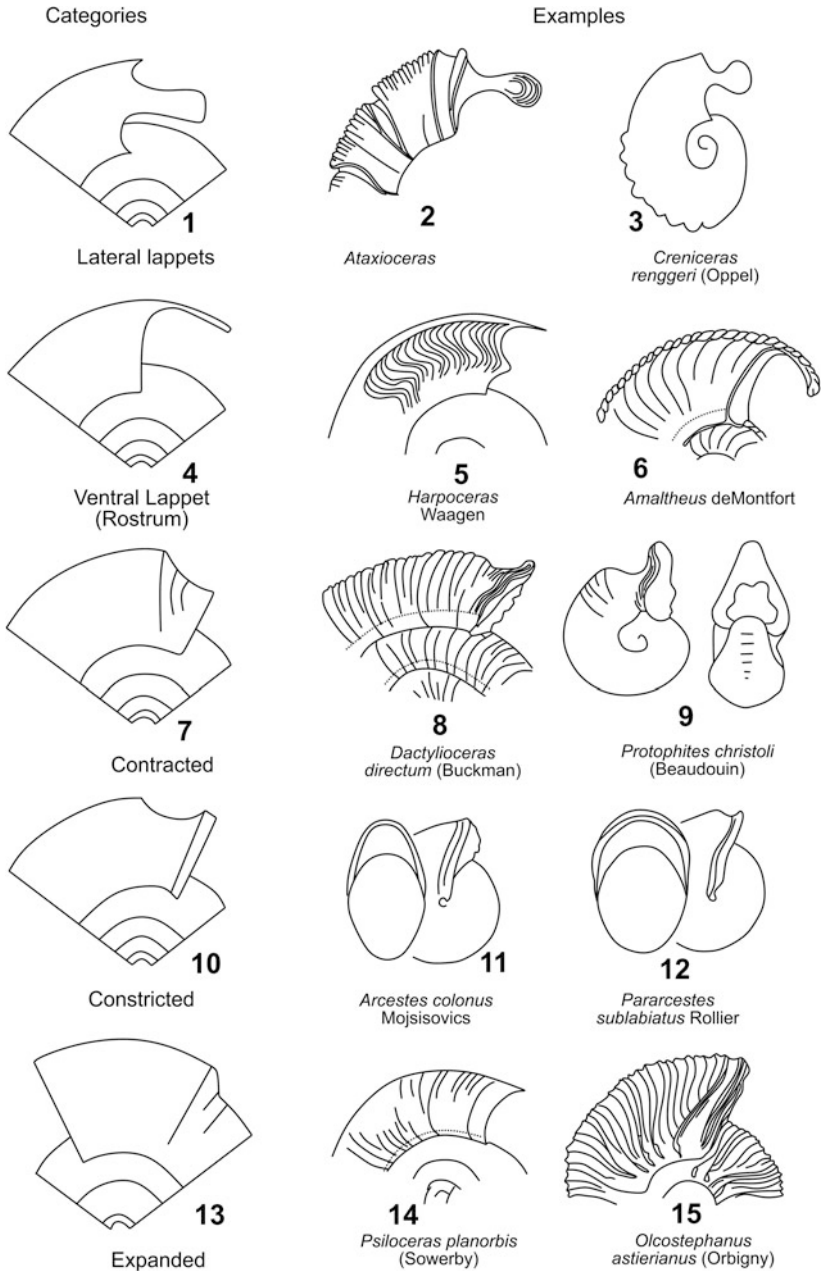 Categories
Examples
1
2
3
Lateral lappets
Ataxioceras
Creniceras
renggeri (Oppel)
4
5
6
Ventral Lappet
(Rostrum)
Harpoceras
Waagen
Amaltheus deMontfort
7
8
9
Contracted
Dactylioceras
directum (Buckman)
Protophites christoli
(Beaudouin)
10
11
12
Constricted
Arcestes colonus
Mojsisovics
Pararcestes
sublabiatus Rollier
13
14
15
Expanded
Psiloceras planorbis
(Sowerby)
Olcostephanus
astierianus (Orbigny)